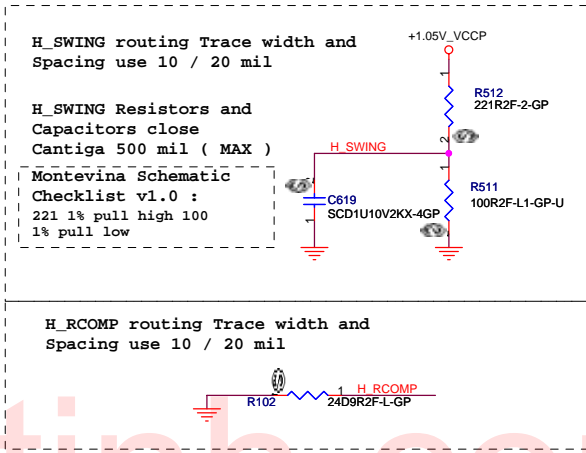 H_SWING routing Trace width and
Spacing use 10 / 20 mil
H_SWING Resistors and
Capacitors close
Cantiga 500 mil ( MAX )
Montevina Schematic
Checklist v1.0 :
221 1% pull high 100
1% pull low
+1.05V_VCCP
1
R512
221R2F-2-GP
2
H_SWING
1
R511
100R2F-L1-GP-U
2
C619
SCD1U10V2KX-4GP
1
H_RCOMP routing Trace width and
Spacing use 10 / 20 mil
1
H_RCOMP
R102
24D9R2F-L-GP